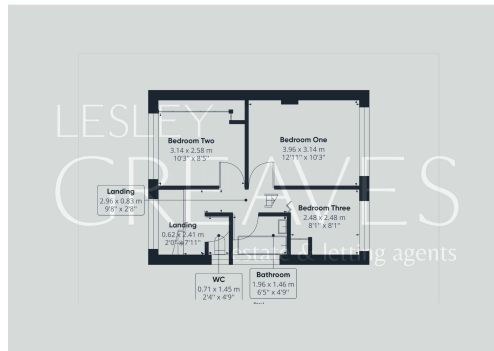 LESLEY
GREAVES
estate & letting agents
Bedroom Two
3.14 x 2.58 m
10'3" x 8'5"
Bedroom One
3.96 x 3.14 m
12'11" x 10'3"
Landing
2.96 x 0.83 m
9'8" x 2'8"
Landing
0.62 x 2.41 m
2'0" x 7'11"
Bedroom Three
2.48 x 2.48 m
8'1" x 8'1"
WC
0.71 x 1.45 m
2'4" x 4'9"
Bathroom
1.96 x 1.46 m
6'5" x 4'9"